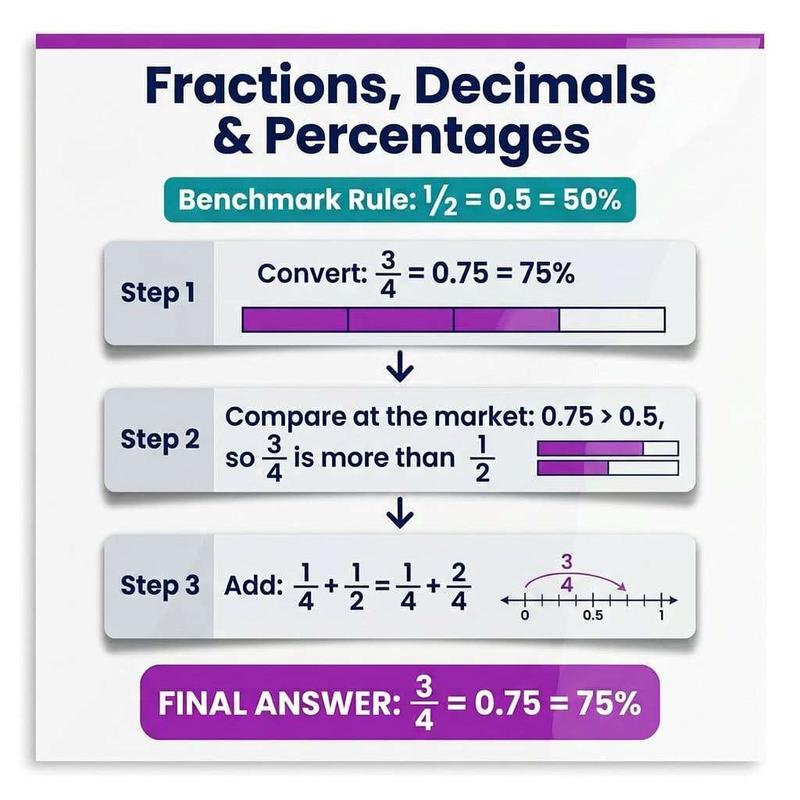 Fractions, Decimals
& Percentages
Benchmark Rule: 1/2 = 0.5 = 50%
Step 1
Convert: 3/4 = 0.75 = 75%
Step 2
Compare at the market: 0.75 > 0.5,
so 3/4 is more than 1/2
Step 3
Add: 1/4 + 1/2 = 1/4 + 2/4
3/4
0 0.5 1
FINAL ANSWER: 3/4 = 0.75 = 75%